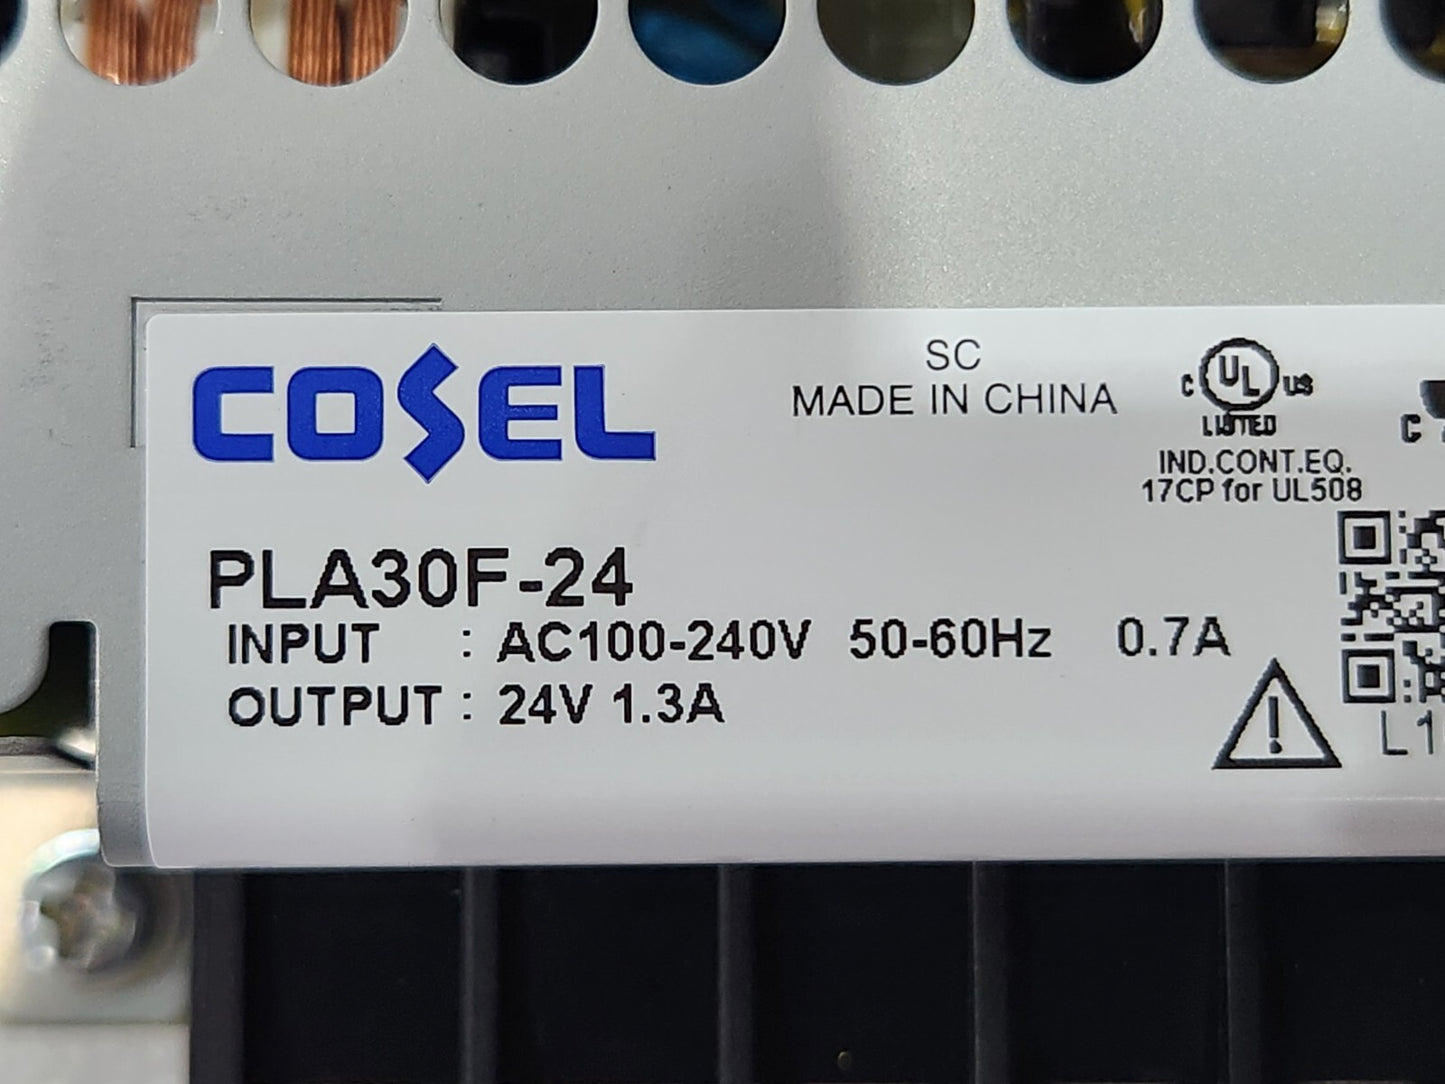 COSEL
SC
MADE IN CHINA
C UL US
LISTED
IND.CONT.EQ.
17CP for UL508
C
PLA30F-24
INPUT : AC100-240V 50-60Hz 0.7A
OUTPUT : 24V 1.3A